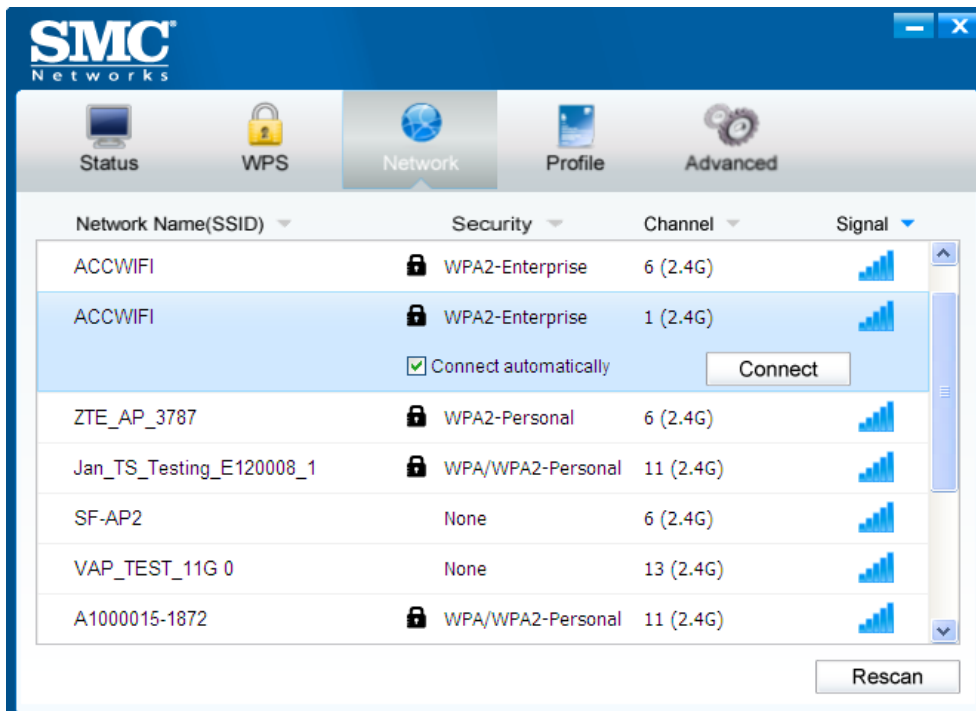 SMC®
Networks
Status WPS Network Profile Advanced
Network Name(SSID) Security Channel Signal
ACCWIFI WPA2-Enterprise 6 (2.4G)
ACCWIFI WPA2-Enterprise 1 (2.4G)
Connect automatically Connect
ZTE_AP_3787 WPA2-Personal 6 (2.4G)
Jan_TS_Testing_E120008_1 WPA/WPA2-Personal 11 (2.4G)
SF-AP2 None 6 (2.4G)
VAP_TEST_11G 0 None 13 (2.4G)
A1000015-1872 WPA/WPA2-Personal 11 (2.4G)
Rescan